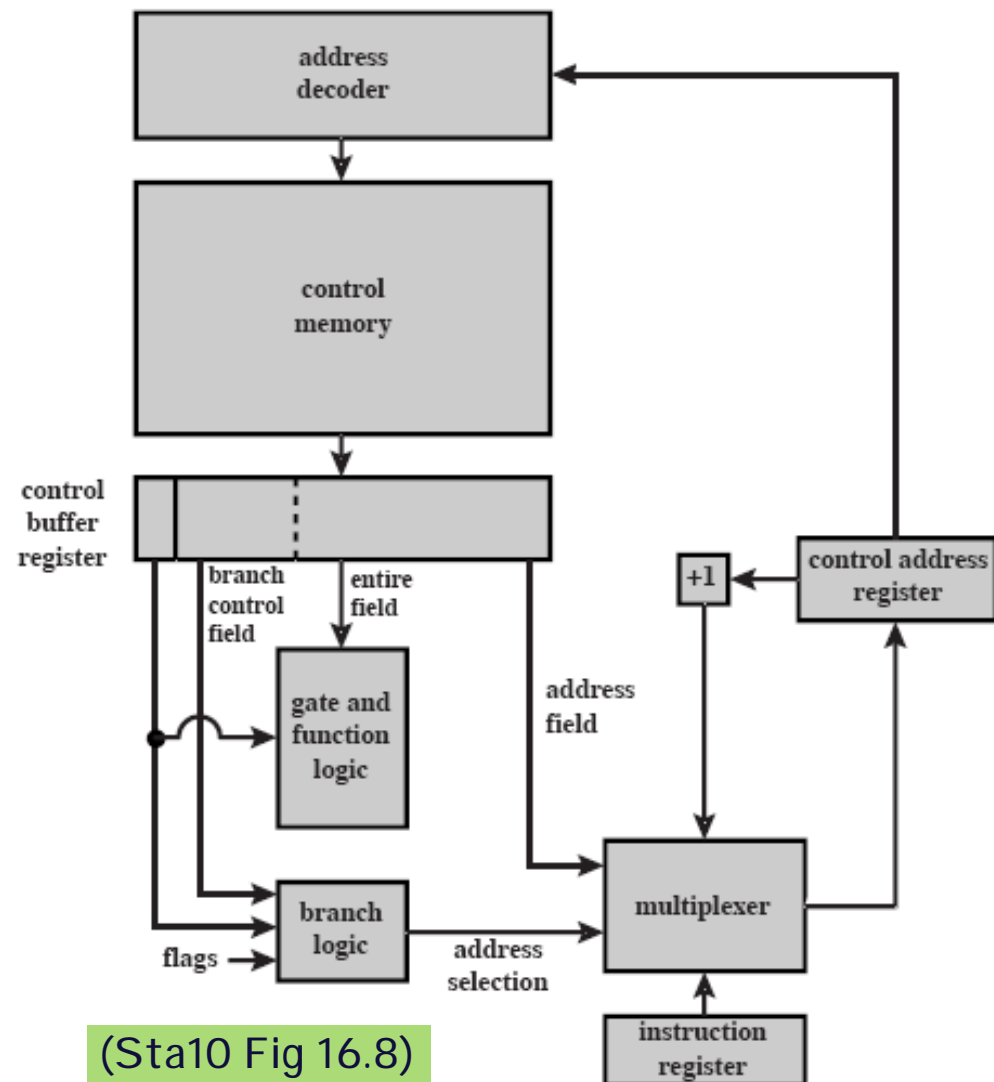 address
decoder
control
memory
control
buffer
register
branch
control
field
entire
field
+1
control address
register
gate and
function
logic
address
field
branch
logic
flags
address
selection
multiplexer
instruction
register
(Sta10 Fig 16.8)